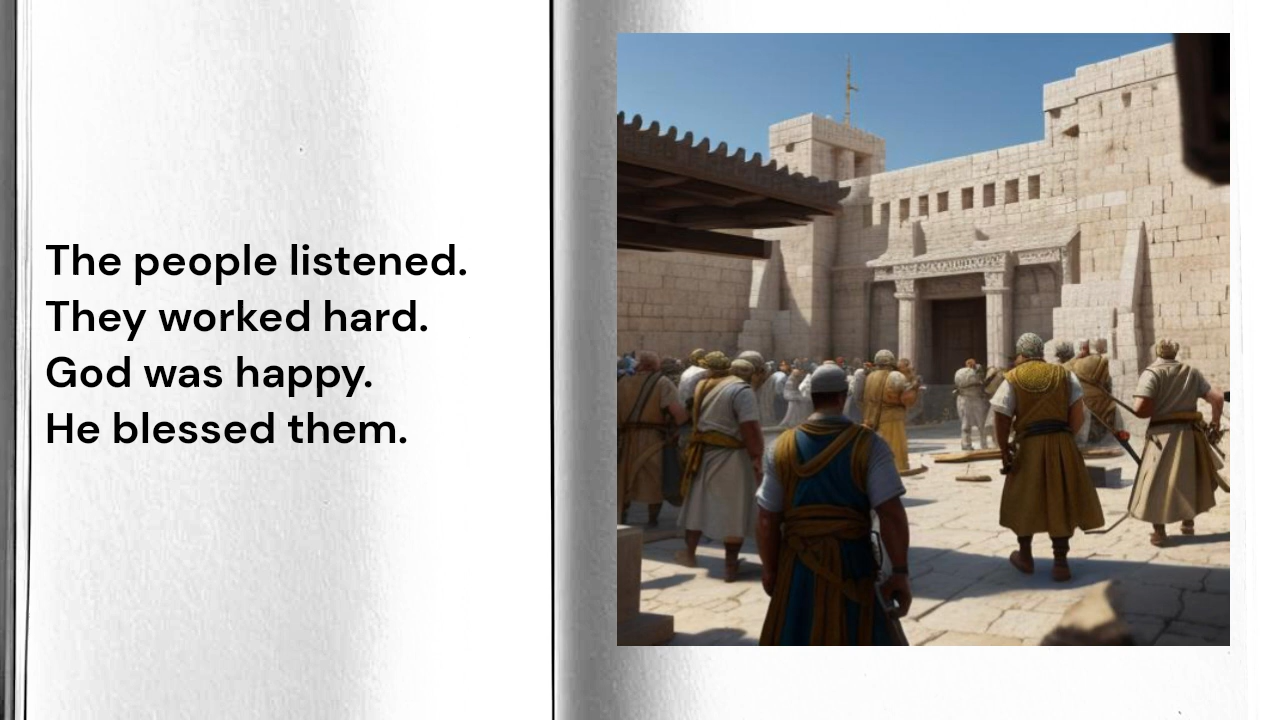 The people listened.
They worked hard.
God was happy.
He blessed them.